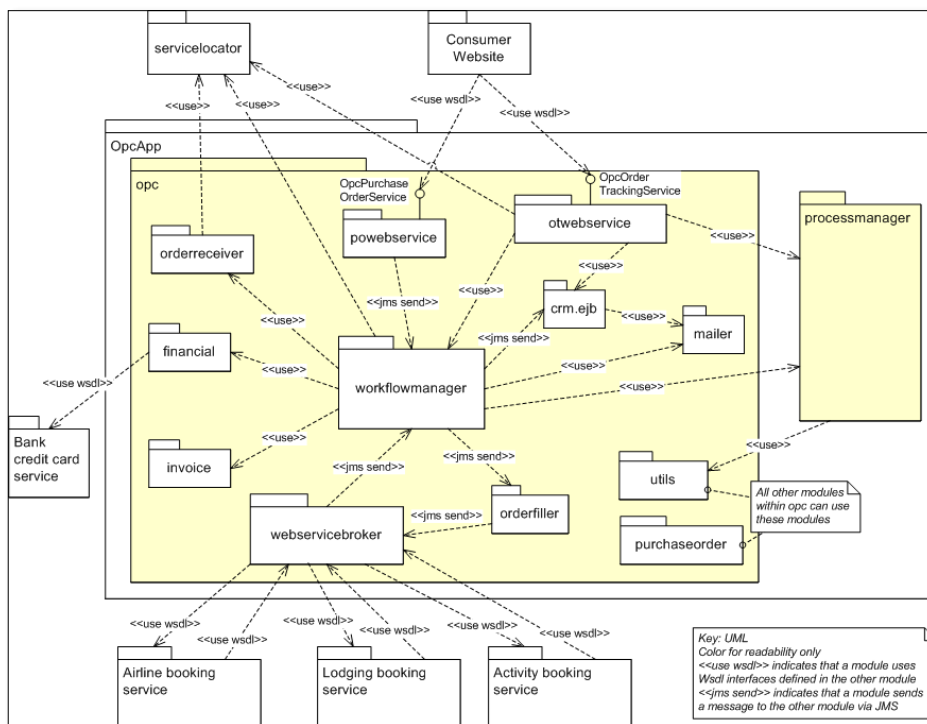 servicelocator
Consumer
Website
<<use>>
<<use>>
<<use>>
<<use wsdl>>
<<use wsdl>>
OpcApp
opc
OpcPurchase
OrderService
OpcOrder
TrackingService
processmanager
powebservice
otwebservice
orderreceiver
<<use>>
<<use>>
<<use>>
<<jms send>>
crm.ejb
<<use>>
mailer
<<use>>
<<jms send>>
financial
<<use>>
<<use>>
workflowmanager
<<use>>
<<use wsdl>>
<<use>>
Bank
credit card
service
invoice
<<jms send>>
<<jms send>>
<<use>>
utils
All other modules
within opc can use
these modules
orderfiller
<<jms send>>
webservicebroker
purchaseorder
<<use wsdl>>
<<use wsdl>>
<<use wsdl>>
<<use wsdl>>
<<use wsdl>>
<<use wsdl>>
Airline booking
service
Lodging booking
service
Activity booking
service
Key: UML
Color for readability only
<<use wsdl>> indicates that a module uses
Wsdl interfaces defined in the other module
<<jms send>> indicates that a module sends
a message to the other module via JMS